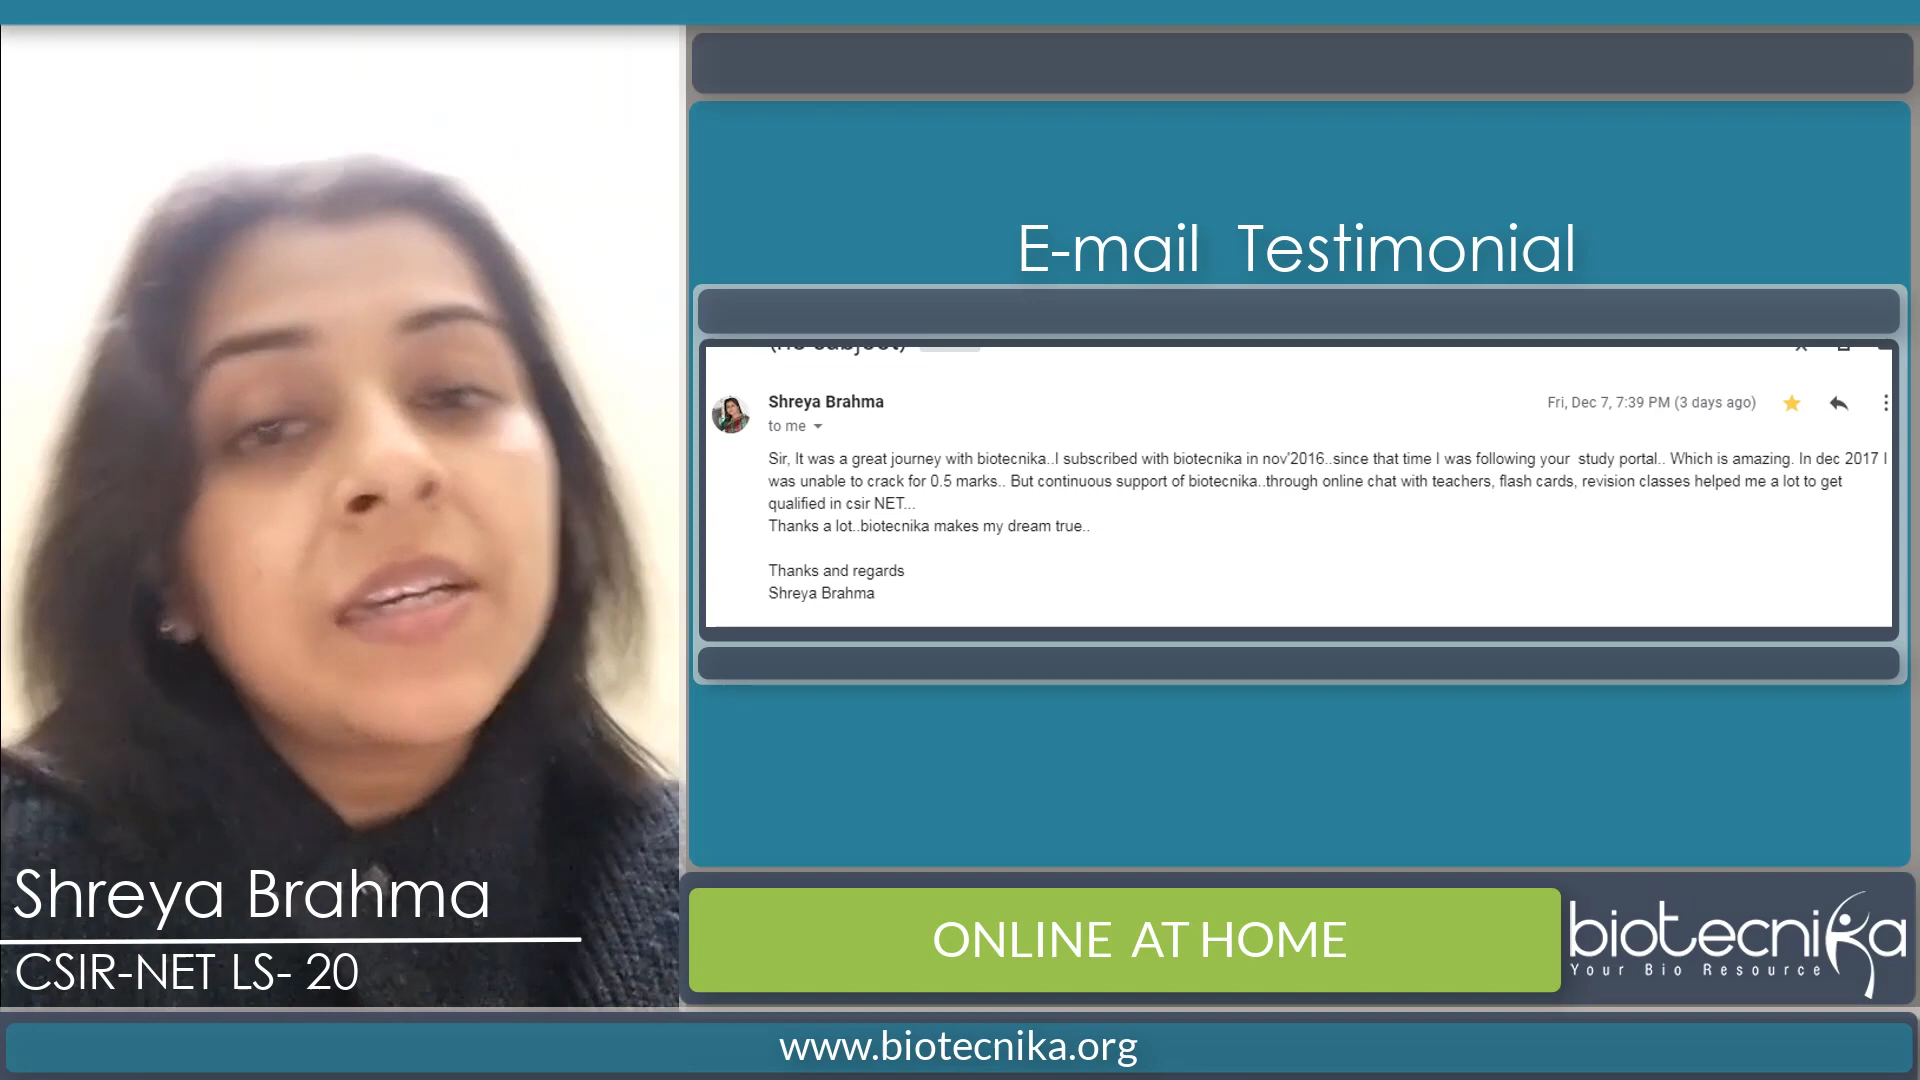 E-mail Testimonial
(no subject)
Shreya Brahma
Fri, Dec 7, 7:39 PM (3 days ago)
to me
Sir, It was a great journey with biotecnika..I subscribed with biotecnika in nov'2016..since that time I was following your study portal.. Which is amazing. In dec 2017 I
was unable to crack for 0.5 marks.. But continuous support of biotecnika..through online chat with teachers, flash cards, revision classes helped me a lot to get
qualified in csir NET...
Thanks a lot..biotecnika makes my dream true..
Thanks and regards
Shreya Brahma
Shreya Brahma
CSIR-NET LS- 20
ONLINE AT HOME
biotecnika
Your Bio Resource
www.biotecnika.org